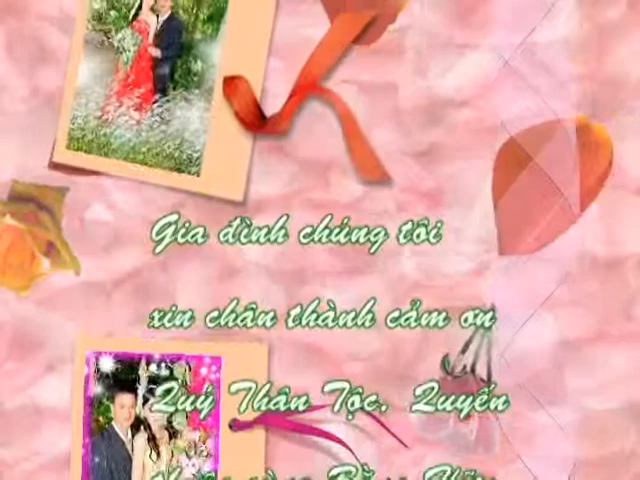 Gia đình chúng tôi
xin chân thành cảm ơn
Quý Thân Tộc. Quyến